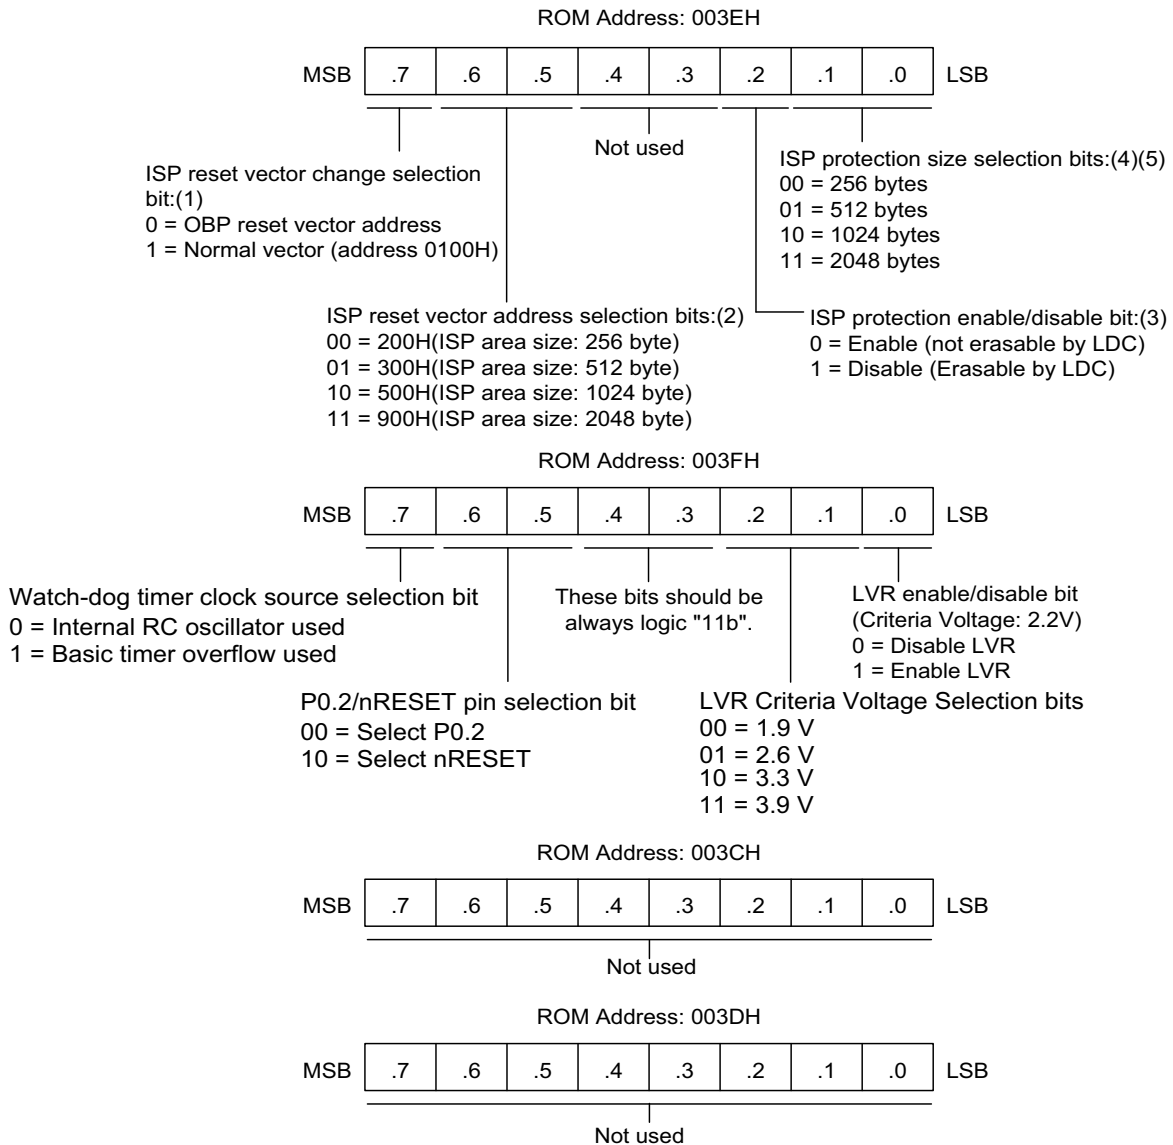 ROM Address: 003EH
MSB .7 .6 .5 .4 .3 .2 .1 .0 LSB
Not used
ISP reset vector change selection
bit:(1)
0 = OBP reset vector address
1 = Normal vector (address 0100H)
ISP protection size selection bits:(4)(5)
00 = 256 bytes
01 = 512 bytes
10 = 1024 bytes
11 = 2048 bytes
ISP reset vector address selection bits:(2)
00 = 200H(ISP area size: 256 byte)
01 = 300H(ISP area size: 512 byte)
10 = 500H(ISP area size: 1024 byte)
11 = 900H(ISP area size: 2048 byte)
ISP protection enable/disable bit:(3)
0 = Enable (not erasable by LDC)
1 = Disable (Erasable by LDC)
ROM Address: 003FH
MSB .7 .6 .5 .4 .3 .2 .1 .0 LSB
Watch-dog timer clock source selection bit
0 = Internal RC oscillator used
1 = Basic timer overflow used
These bits should be
always logic "11b".
LVR enable/disable bit
(Criteria Voltage: 2.2V)
0 = Disable LVR
1 = Enable LVR
P0.2/nRESET pin selection bit
00 = Select P0.2
10 = Select nRESET
LVR Criteria Voltage Selection bits
00 = 1.9 V
01 = 2.6 V
10 = 3.3 V
11 = 3.9 V
ROM Address: 003CH
MSB .7 .6 .5 .4 .3 .2 .1 .0 LSB
Not used
ROM Address: 003DH
MSB .7 .6 .5 .4 .3 .2 .1 .0 LSB
Not used